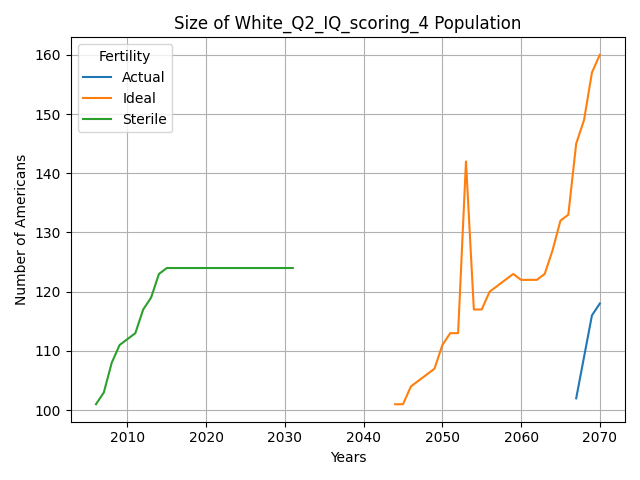 Size of White_Q2_IQ_scoring_4 Population
Fertility
Actual
Ideal
Sterile
Number of Americans
160
150
140
130
120
110
100
2010
2020
2030
2040
2050
2060
2070
Years